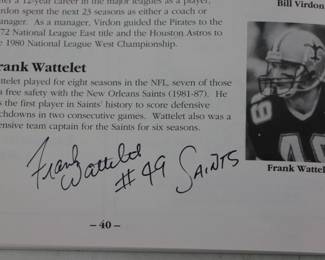 a 12-year career in the major leagues as a player,
rdon spent the next 23 seasons as either a coach or
nager. As a manager, Virdon guided the Pirates to the
72 National League East title and the Houston Astros to
e 1980 National League West Championship.
Bill Virdon
rank Wattelet
attelet played for eight seasons in the NFL, seven of those
a free safety with the New Orleans Saints (1981-87). He
s the first player in Saints' history to score defensive
chdowns in two consecutive games. Wattelet also was a
ensive team captain for the Saints for six seasons.
Frank Wattel
Frank
Wattelet #49 SAINTS
– 40 –